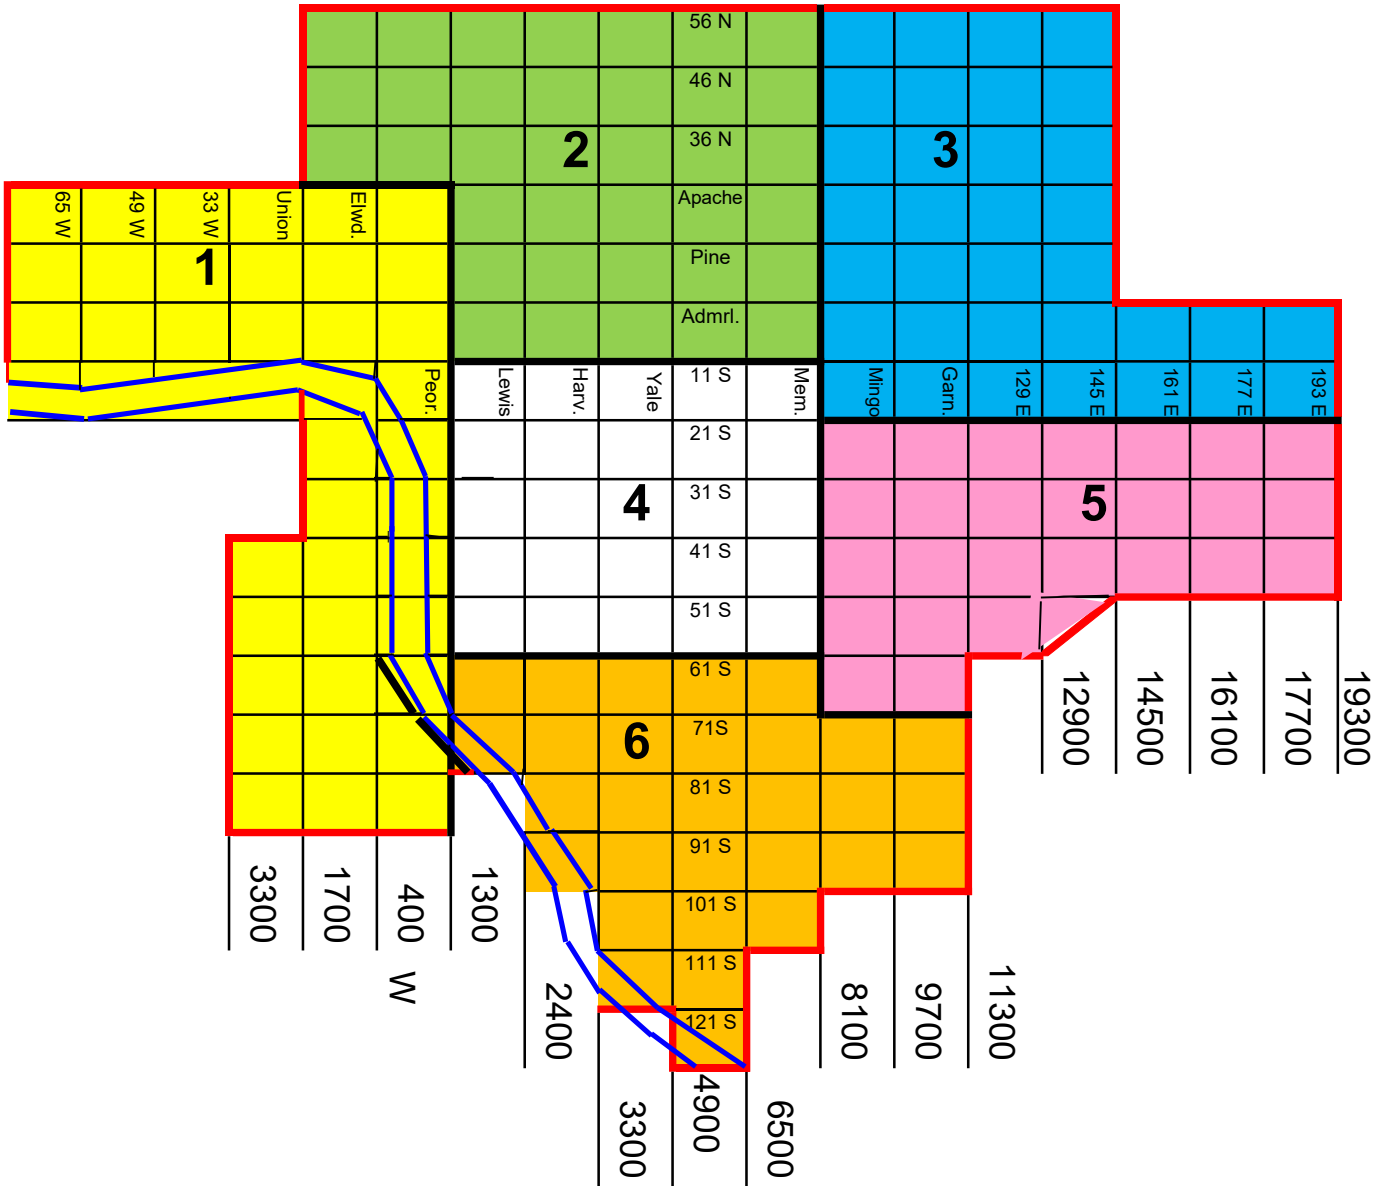 56 N
46 N
36 N
2
3
Apache
65 W
49 W
33 W
Union
Elwd.
1
Pine
Admrl.
Peor.
Lewis
Harv.
Yale
11 S
Mem.
Mingo
Garn.
129 E
145 E
161 E
177 E
193 E
21 S
4
31 S
5
41 S
51 S
61 S
6
71S
81 S
91 S
101 S
111 S
121 S
12900
14500
16100
17700
19300
3300
1700
400 W
1300
2400
3300
4900
6500
8100
9700
11300